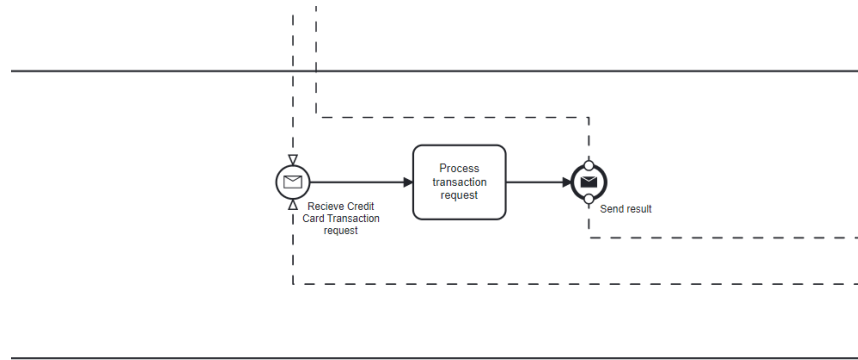 Process
transaction
request
Recieve Credit
Card Transaction
request
Send result